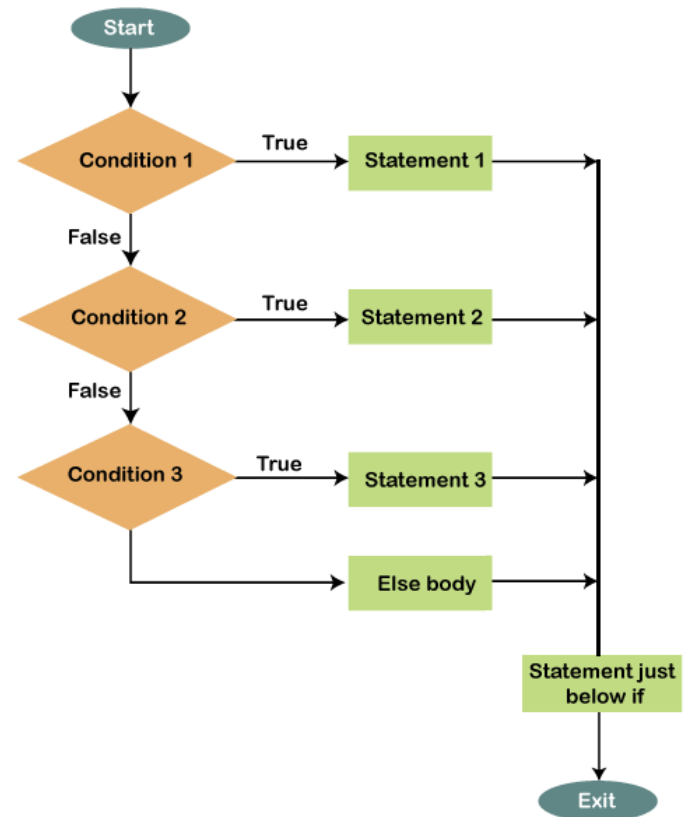 Start
Condition 1
True
Statement 1
False
Condition 2
True
Statement 2
False
Condition 3
True
Statement 3
Else body
Statement just
below if
Exit